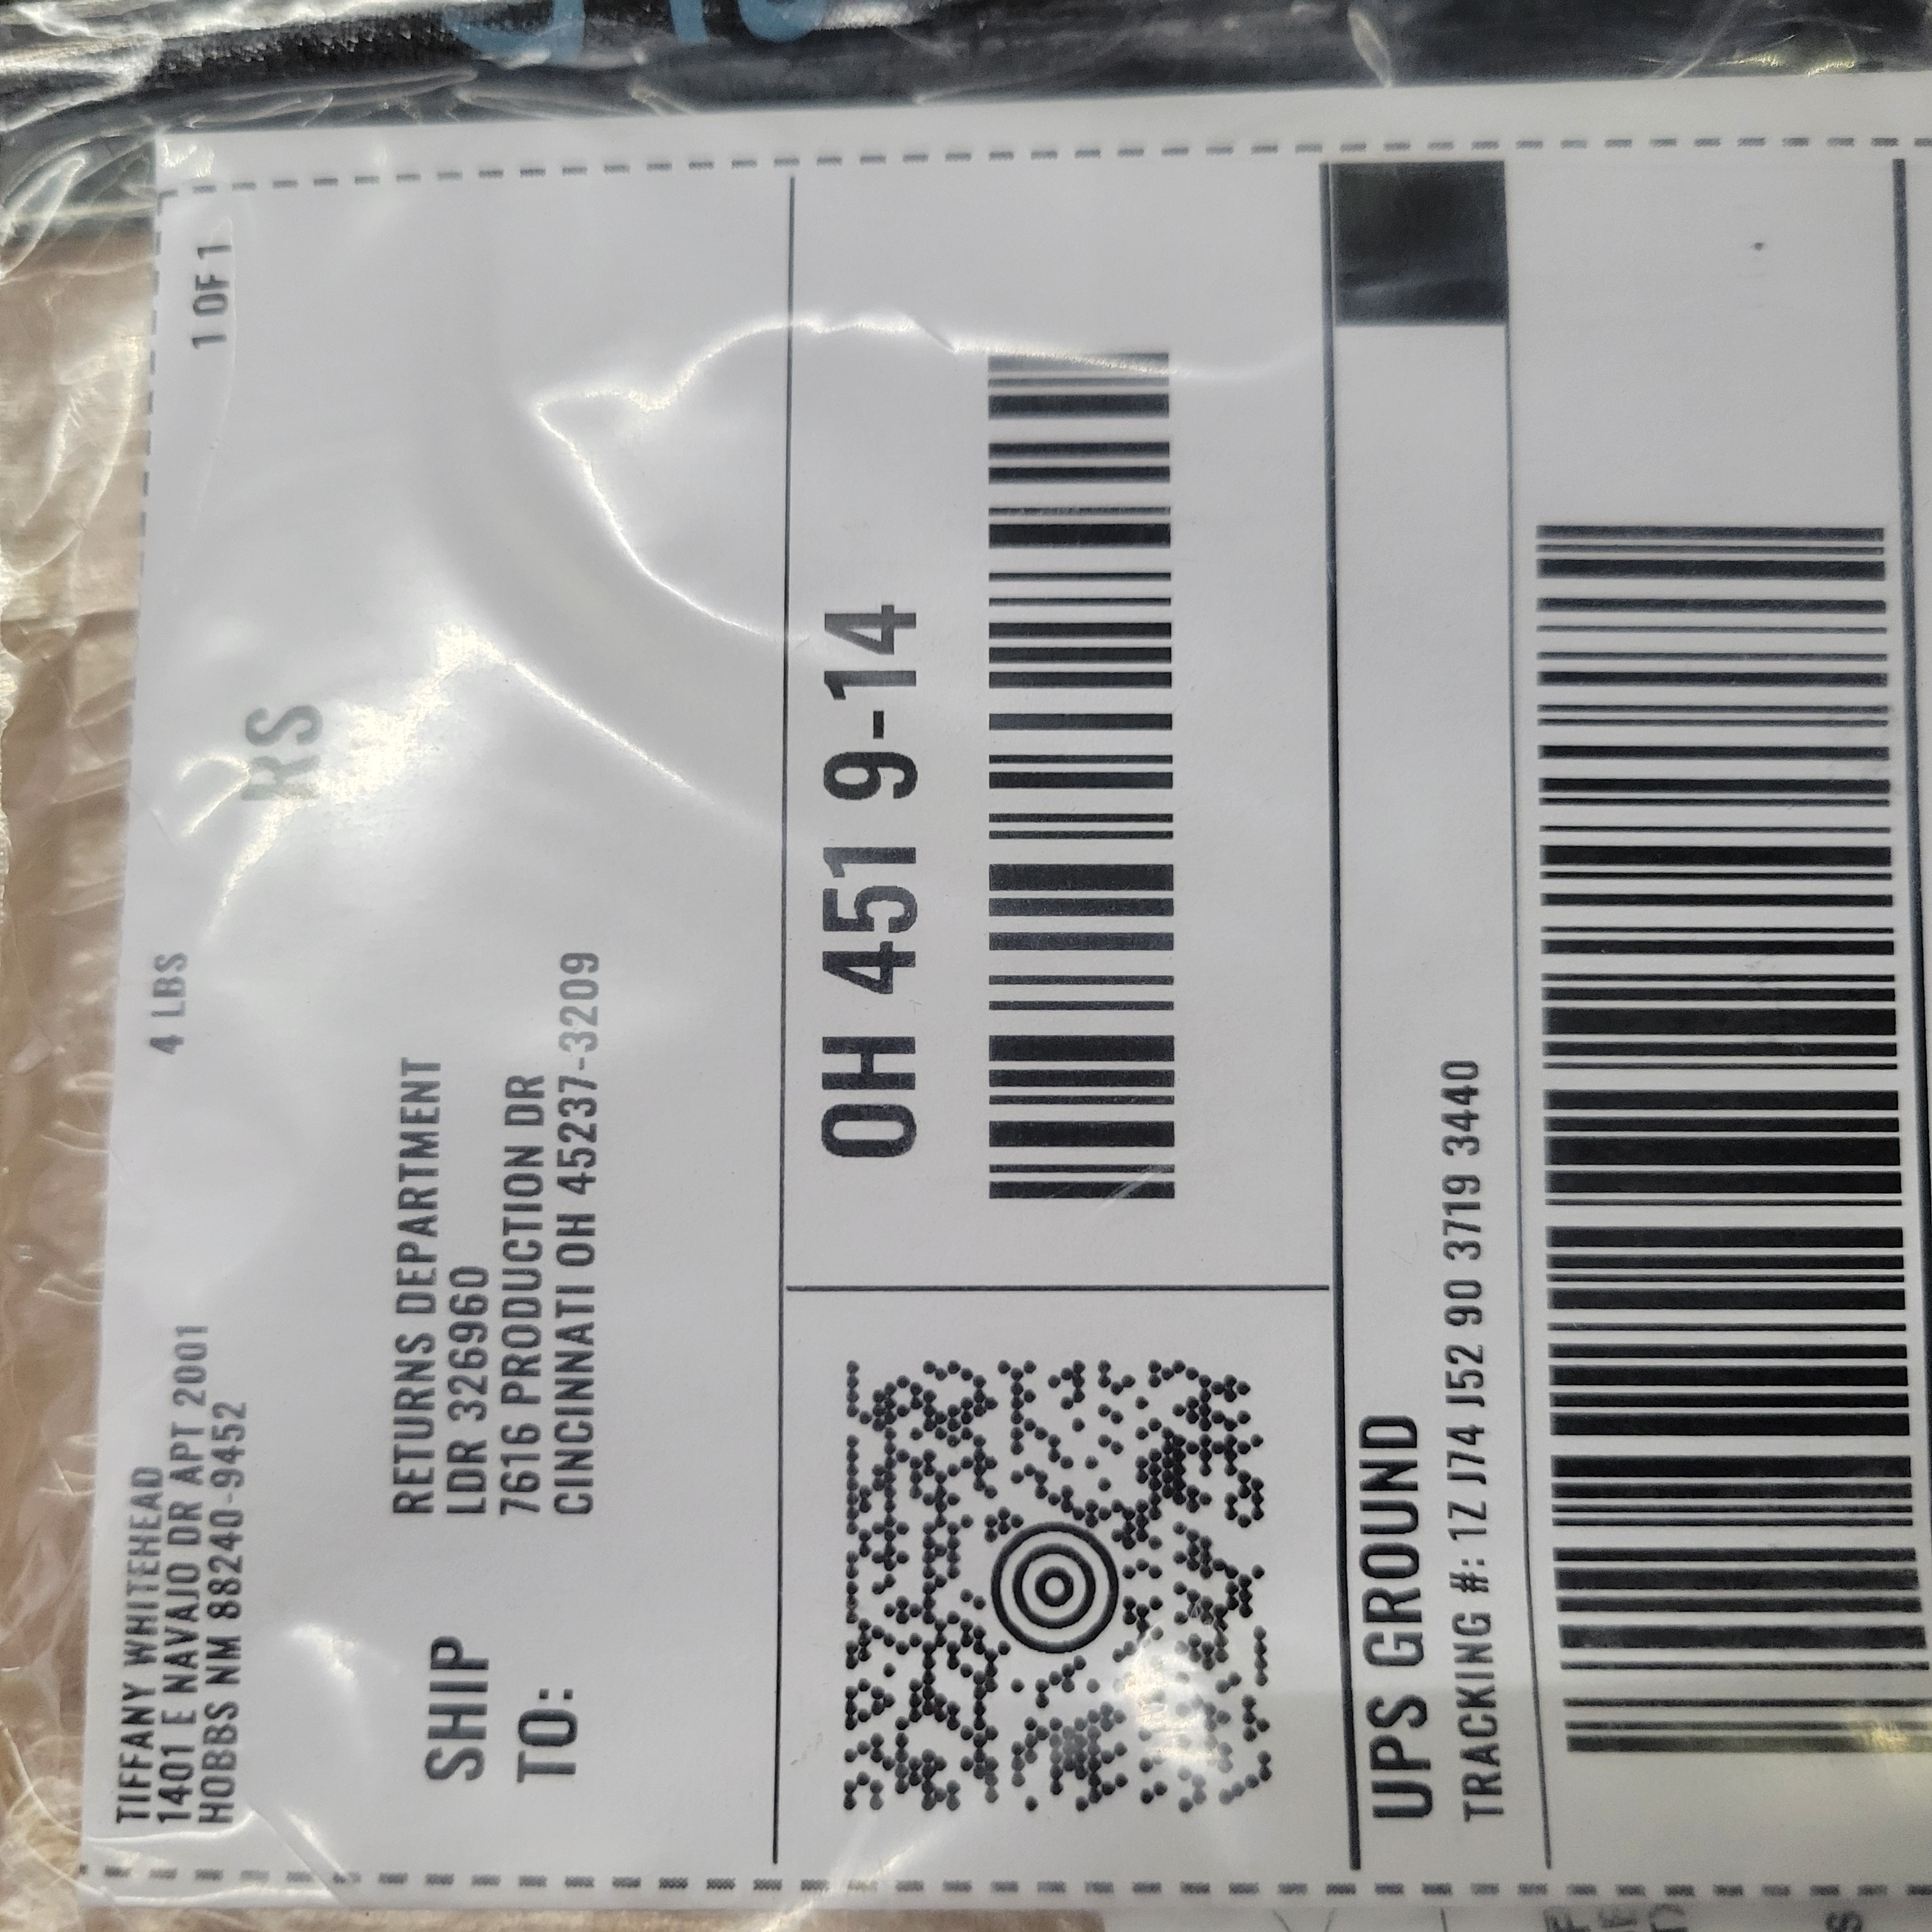 TIFFANY WHITEHEAD
1401 E NAVAJO DR APT 2001
HOBBS NM 88240-9452
4 LBS
1 OF 1
RS
SHIP
TO:
RETURNS DEPARTMENT
LDR 326960
7616 PRODUCTION DR
CINCINNATI OH 45237-3209
OH 451 9-14
UPS GROUND
TRACKING #: 1Z J74 J52 90 3719 3440